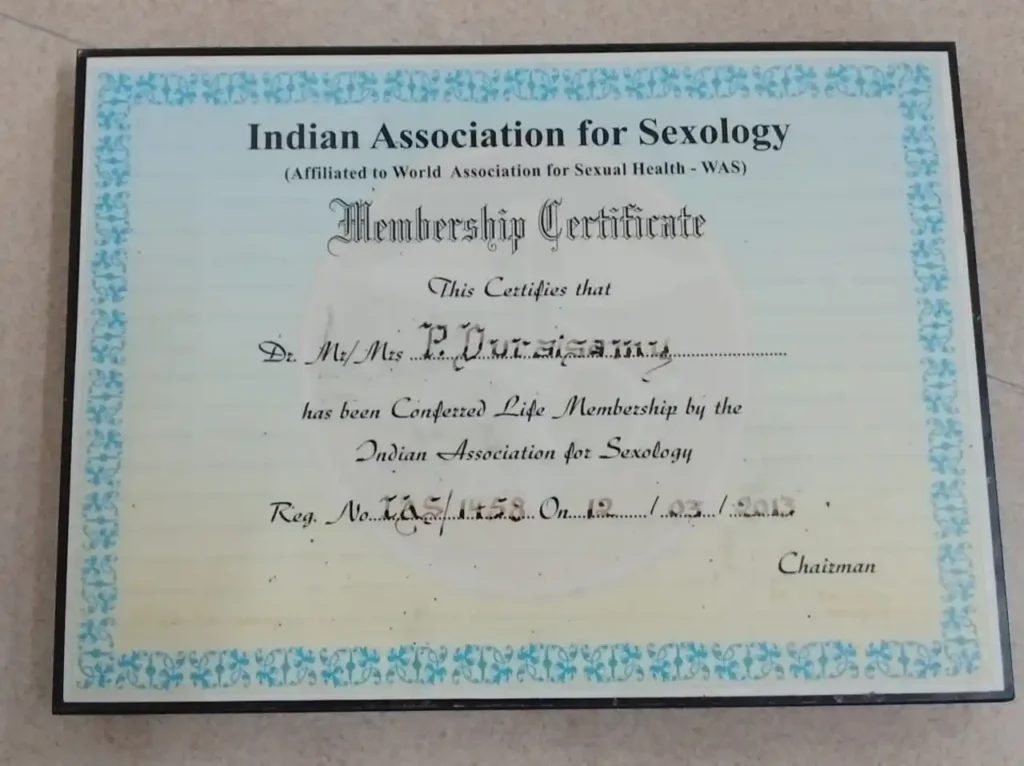 Indian Association for Sexology
(Affiliated to World Association for Sexual Health - WAS)
Membership Certificate
This Certifies that
Dr. Mr/Mrs P. Duraisamy
has been Conferred Life Membership by the
Indian Association for Sexology
Reg. No. IAS/1458 On 12 / 03 / 2013
Chairman